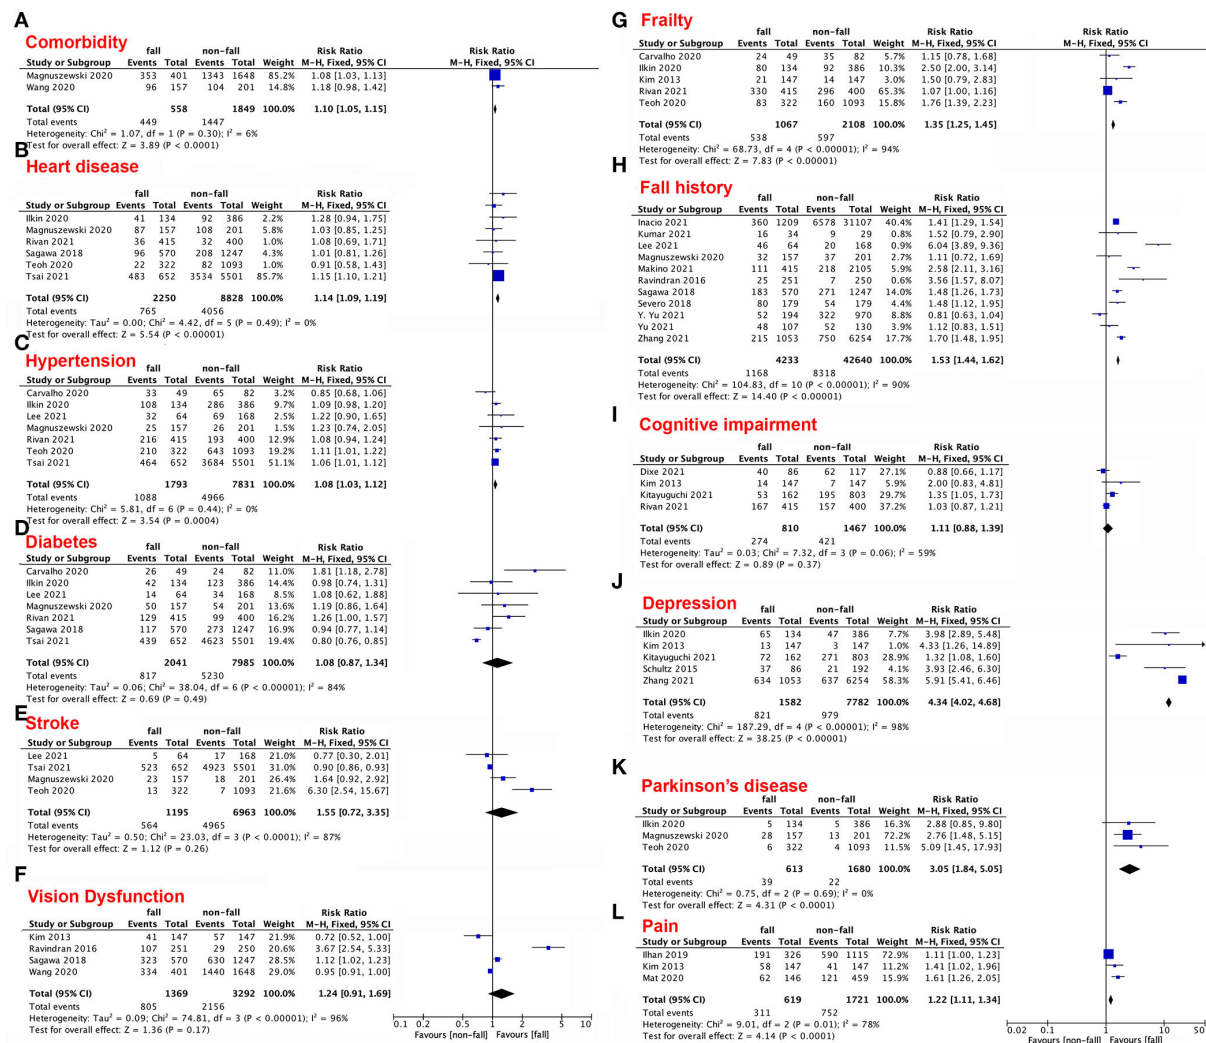 A
Comorbidity
fall non-fall Risk Ratio Risk Ratio
Study or Subgroup Events Total Events Total Weight M-H, Fixed, 95% CI M-H, Fixed, 95% CI
Magnuszewski 2020 353 401 1343 1648 85.2% 1.08 [1.03, 1.13]
Wang 2020 96 157 104 201 14.8% 1.18 [0.98, 1.42]
Total (95% CI) 558 1849 100.0% 1.10 [1.05, 1.15]
Total events 449 1447
Heterogeneity: Chi² = 1.07, df = 1 (P = 0.30); I² = 6%
Test for overall effect: Z = 3.89 (P < 0.0001)
B
Heart disease
fall non-fall Risk Ratio
Study or Subgroup Events Total Events Total Weight M-H, Fixed, 95% CI
Ilkin 2020 41 134 92 386 2.2% 1.28 [0.94, 1.75]
Magnuszewski 2020 87 157 108 201 5.8% 1.03 [0.85, 1.25]
Rivan 2021 36 415 32 400 1.0% 1.08 [0.69, 1.71]
Sagawa 2018 96 570 208 1247 4.0% 1.01 [0.81, 1.26]
Teoh 2020 22 322 82 1093 1.2% 0.91 [0.58, 1.43]
Tsai 2021 483 652 3534 5501 85.7% 1.15 [1.10, 1.21]
Total (95% CI) 2250 8828 100.0% 1.14 [1.09, 1.19]
Total events 765 4056
Heterogeneity: Tau² = 0.00; Chi² = 4.42, df = 5 (P = 0.49); I² = 0%
Test for overall effect: Z = 5.54 (P < 0.00001)
C
Hypertension
fall non-fall Risk Ratio
Study or Subgroup Events Total Events Total Weight M-H, Fixed, 95% CI
Carvalho 2020 33 49 65 82 3.2% 0.85 [0.68, 1.06]
Ilkin 2020 108 134 286 386 9.7% 1.09 [0.98, 1.20]
Lee 2021 32 64 69 168 2.5% 1.22 [0.90, 1.65]
Magnuszewski 2020 25 157 26 201 1.5% 1.23 [0.74, 2.05]
Rivan 2021 216 415 193 400 12.9% 1.08 [0.94, 1.24]
Teoh 2020 210 322 643 1093 19.2% 1.11 [1.01, 1.22]
Tsai 2021 464 652 3684 5501 51.1% 1.06 [1.01, 1.12]
Total (95% CI) 1793 7831 100.0% 1.08 [1.03, 1.12]
Total events 1088 4966
Heterogeneity: Chi² = 5.81, df = 6 (P = 0.44); I² = 0%
Test for overall effect: Z = 3.54 (P = 0.0004)
D
Diabetes
fall non-fall Risk Ratio
Study or Subgroup Events Total Events Total Weight M-H, Fixed, 95% CI
Carvalho 2020 26 49 24 82 11.0% 1.81 [1.18, 2.78]
Ilkin 2020 42 134 123 386 14.4% 0.98 [0.74, 1.31]
Lee 2021 14 64 34 168 8.3% 1.08 [0.62, 1.88]
Magnuszewski 2020 50 157 54 201 13.6% 1.19 [0.86, 1.64]
Rivan 2021 129 415 99 400 16.4% 1.26 [1.00, 1.57]
Sagawa 2018 117 570 273 1247 16.9% 0.94 [0.77, 1.14]
Tsai 2021 439 652 4623 5501 19.4% 0.80 [0.76, 0.85]
Total (95% CI) 2041 7985 100.0% 1.08 [0.87, 1.34]
Total events 817 5230
Heterogeneity: Tau² = 0.06; Chi² = 38.04, df = 6 (P < 0.00001); I² = 84%
Test for overall effect: Z = 0.69 (P = 0.49)
E
Stroke
fall non-fall Risk Ratio
Study or Subgroup Events Total Events Total Weight M-H, Fixed, 95% CI
Lee 2021 5 64 17 168 21.0% 0.77 [0.30, 2.01]
Tsai 2021 523 652 4923 5501 31.0% 0.90 [0.86, 0.93]
Magnuszewski 2020 23 157 18 201 26.4% 1.64 [0.92, 2.92]
Teoh 2020 13 322 7 1093 21.6% 6.30 [2.54, 15.67]
Total (95% CI) 1195 6963 100.0% 1.55 [0.72, 3.35]
Total events 564 4965
Heterogeneity: Tau² = 0.50; Chi² = 23.03, df = 3 (P < 0.0001); I² = 87%
Test for overall effect: Z = 1.12 (P = 0.26)
F
Vision Dysfunction
fall non-fall Risk Ratio
Study or Subgroup Events Total Events Total Weight M-H, Fixed, 95% CI
Kim 2013 41 147 57 147 21.9% 0.72 [0.52, 1.00]
Ravindran 2016 107 251 29 250 20.6% 3.67 [2.54, 5.33]
Sagawa 2018 323 570 630 1247 28.5% 1.12 [1.02, 1.23]
Wang 2020 334 401 1440 1648 29.0% 0.95 [0.91, 1.00]
Total (95% CI) 1369 3292 100.0% 1.24 [0.91, 1.69]
Total events 805 2156
Heterogeneity: Tau² = 0.09; Chi² = 74.81, df = 3 (P < 0.00001); I² = 96%
Test for overall effect: Z = 1.36 (P = 0.17)
0.1 0.2 0.5 1 2 5 10
Favours [non-fall] Favours [fall]
G
Frailty
fall non-fall Risk Ratio Risk Ratio
Study or Subgroup Events Total Events Total Weight M-H, Fixed, 95% CI M-H, Fixed, 95% CI
Carvalho 2020 24 49 35 82 5.7% 1.15 [0.78, 1.68]
Ilkin 2020 80 134 92 386 10.3% 2.50 [2.00, 3.14]
Kim 2013 21 147 14 147 3.0% 1.50 [0.79, 2.83]
Rivan 2021 330 415 296 400 65.3% 1.07 [1.00, 1.16]
Teoh 2020 83 322 160 1093 15.8% 1.76 [1.39, 2.23]
Total (95% CI) 1067 2108 100.0% 1.35 [1.25, 1.45]
Total events 538 597
Heterogeneity: Chi² = 68.73, df = 4 (P < 0.00001); I² = 94%
Test for overall effect: Z = 7.83 (P < 0.00001)
H
Fall history
fall non-fall Risk Ratio
Study or Subgroup Events Total Events Total Weight M-H, Fixed, 95% CI
Inacio 2021 360 1209 6578 31107 40.4% 1.41 [1.29, 1.54]
Kumar 2021 16 34 9 29 0.8% 1.52 [0.79, 2.90]
Lee 2021 46 64 20 168 0.9% 6.04 [3.89, 9.36]
Magnuszewski 2020 32 157 37 201 2.7% 1.11 [0.72, 1.69]
Makino 2021 111 415 218 2105 5.9% 2.58 [2.11, 3.16]
Ravindran 2016 25 251 7 250 0.6% 3.56 [1.57, 8.07]
Sagawa 2018 183 570 271 1247 14.0% 1.48 [1.26, 1.73]
Severo 2018 80 179 54 179 4.5% 1.48 [1.12, 1.95]
Y. Yu 2021 52 194 322 970 8.9% 0.81 [0.63, 1.04]
Yu 2021 48 107 52 130 3.9% 1.12 [0.83, 1.51]
Zhang 2021 215 1053 750 6254 17.7% 1.70 [1.48, 1.95]
Total (95% CI) 4233 42640 100.0% 1.53 [1.44, 1.62]
Total events 1168 8318
Heterogeneity: Chi² = 104.83, df = 10 (P < 0.00001); I² = 90%
Test for overall effect: Z = 14.40 (P < 0.00001)
I
Cognitive impairment
fall non-fall Risk Ratio
Study or Subgroup Events Total Events Total Weight M-H, Fixed, 95% CI
Dixe 2021 40 86 62 117 27.1% 0.88 [0.66, 1.17]
Kim 2013 14 147 7 147 5.9% 2.00 [0.83, 4.81]
Kitayuguchi 2021 53 162 195 803 29.7% 1.35 [1.05, 1.73]
Rivan 2021 167 415 157 400 37.2% 1.03 [0.87, 1.21]
Total (95% CI) 810 1467 100.0% 1.11 [0.88, 1.39]
Total events 274 421
Heterogeneity: Tau² = 0.03; Chi² = 7.32, df = 3 (P = 0.06); I² = 59%
Test for overall effect: Z = 0.89 (P = 0.37)
J
Depression
fall non-fall Risk Ratio
Study or Subgroup Events Total Events Total Weight M-H, Fixed, 95% CI
Ilkin 2020 65 134 47 386 7.7% 3.98 [2.89, 5.48]
Kim 2013 13 147 3 147 1.0% 4.33 [1.26, 14.89]
Kitayuguchi 2021 72 162 271 803 28.9% 1.32 [1.08, 1.60]
Schultz 2015 37 86 21 192 4.1% 3.93 [2.46, 6.30]
Zhang 2021 634 1053 637 6254 58.3% 5.91 [5.41, 6.46]
Total (95% CI) 1582 7782 100.0% 4.34 [4.02, 4.68]
Total events 821 979
Heterogeneity: Chi² = 187.29, df = 4 (P < 0.00001); I² = 98%
Test for overall effect: Z = 38.25 (P < 0.00001)
K
Parkinson's disease
fall non-fall Risk Ratio
Study or Subgroup Events Total Events Total Weight M-H, Fixed, 95% CI
Ilkin 2020 5 134 5 386 16.3% 2.88 [0.85, 9.80]
Magnuszewski 2020 28 157 13 201 72.2% 2.76 [1.48, 5.15]
Teoh 2020 6 322 4 1093 11.5% 5.09 [1.45, 17.93]
Total (95% CI) 613 1680 100.0% 3.05 [1.84, 5.05]
Total events 39 22
Heterogeneity: Chi² = 0.75, df = 2 (P = 0.69); I² = 0%
Test for overall effect: Z = 4.31 (P < 0.0001)
L
Pain
fall non-fall Risk Ratio
Study or Subgroup Events Total Events Total Weight M-H, Fixed, 95% CI
Ilhan 2019 191 326 590 1115 72.9% 1.11 [1.00, 1.23]
Kim 2013 58 147 41 147 11.2% 1.41 [1.02, 1.96]
Mat 2020 62 146 121 459 15.9% 1.61 [1.26, 2.05]
Total (95% CI) 619 1721 100.0% 1.22 [1.11, 1.34]
Total events 311 752
Heterogeneity: Chi² = 9.01, df = 2 (P = 0.01); I² = 78%
Test for overall effect: Z = 4.14 (P < 0.0001)
0.02 0.1 1 10 50
Favours [non-fall] Favours [fall]